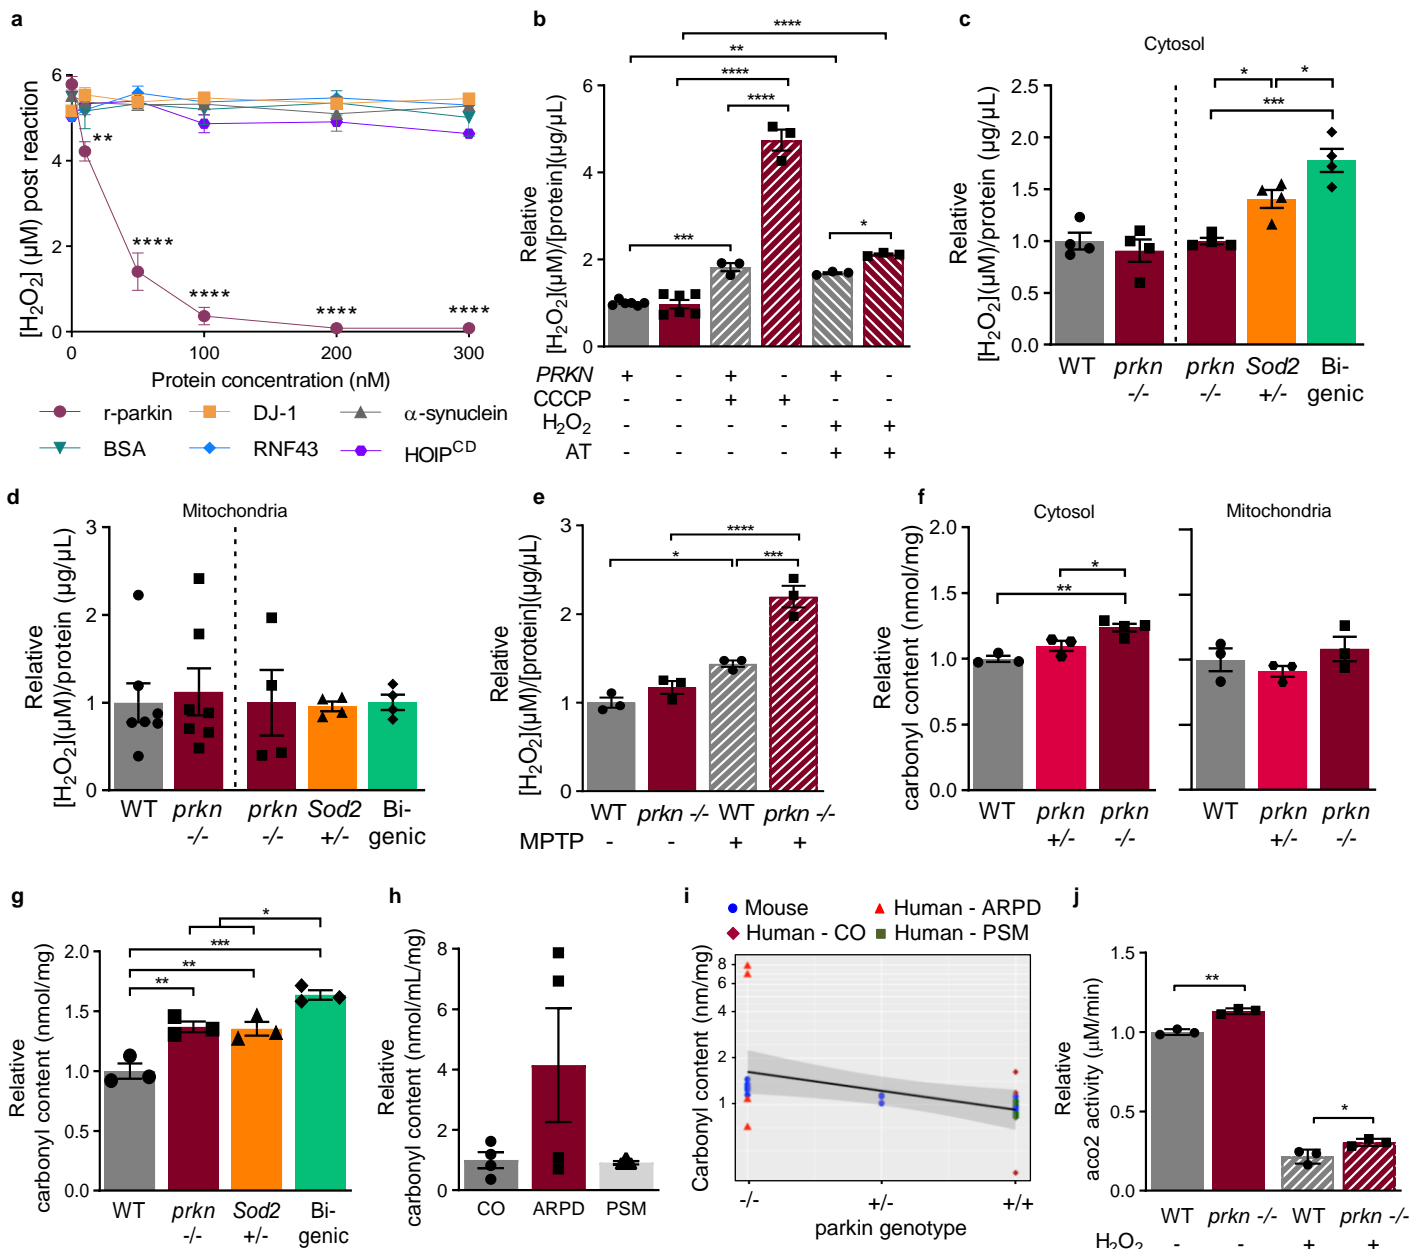 a
[H2O2] (μM) post reaction
6
4
2
0
**
****
****
****
****
0
100
200
300
Protein concentration (nM)
r-parkin
DJ-1
α-synuclein
BSA
RNF43
HOIP^CD
b
Relative
[H2O2](μM)/[protein](μg/μL)
6
4
2
0
****
**
****
****
***
*
PRKN + - + - + -
CCCP - - + + - -
H2O2 - - - - + +
AT - - - - + +
c
Cytosol
Relative
[H2O2](μM)/protein (μg/μL)
2.5
2.0
1.5
1.0
0.5
0.0
*
*
***
WT
prkn
-/-
prkn
-/-
Sod2
+/-
Bi-
genic
d
Mitochondria
Relative
[H2O2](μM)/protein (μg/μL)
3
2
1
0
WT
prkn
-/-
prkn
-/-
Sod2
+/-
Bi-
genic
e
Relative
[H2O2](μM)/[protein](μg/μL)
3
2
1
0
****
*
***
WT prkn -/- WT prkn -/-
MPTP - - + +
f
Cytosol
Mitochondria
Relative
carbonyl content (nmol/mg)
2.0
1.5
1.0
0.5
0.0
*
**
WT
prkn
+/-
prkn
-/-
WT
prkn
+/-
prkn
-/-
g
Relative
carbonyl content (nmol/mg)
2.0
1.5
1.0
0.5
0.0
*
***
**
**
WT
prkn
-/-
Sod2
+/-
Bi-
genic
h
Relative
carbonyl content (nmol/mL/mg)
8
6
4
2
0
CO
ARPD
PSM
i
Mouse
Human - ARPD
Human - CO
Human - PSM
Carbonyl content (nm/mg)
8
4
2
1
-/-
+/-
+/+
parkin genotype
j
Relative
aco2 activity (μM/min)
1.5
1.0
0.5
0.0
**
*
WT prkn -/- WT prkn -/-
H2O2 - - + +